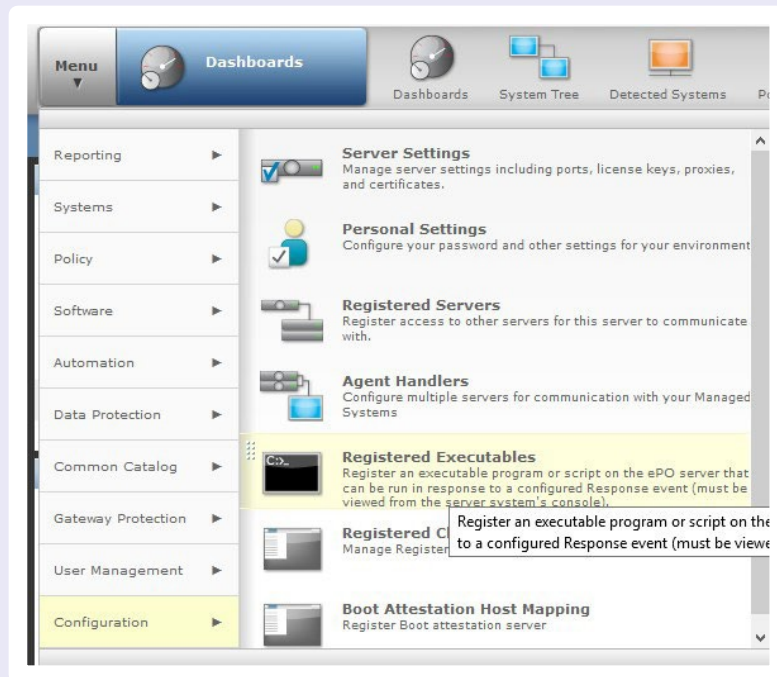 Menu
Dashboards
Dashboards
System Tree
Detected Systems
Reporting
Systems
Policy
Software
Automation
Data Protection
Common Catalog
Gateway Protection
User Management
Configuration
Server Settings
Manage server settings including ports, license keys, proxies,
and certificates.
Personal Settings
Configure your password and other settings for your environment
Registered Servers
Register access to other servers for this server to communicate
with.
Agent Handlers
Configure multiple servers for communication with your Managed
Systems
C:>_
Registered Executables
Register an executable program or script on the ePO server that
can be run in response to a configured Response event (must be
viewed from the server system's console).
Register an executable program or script on the
to a configured Response event (must be viewe
Registered C
Manage Register
Boot Attestation Host Mapping
Register Boot attestation server